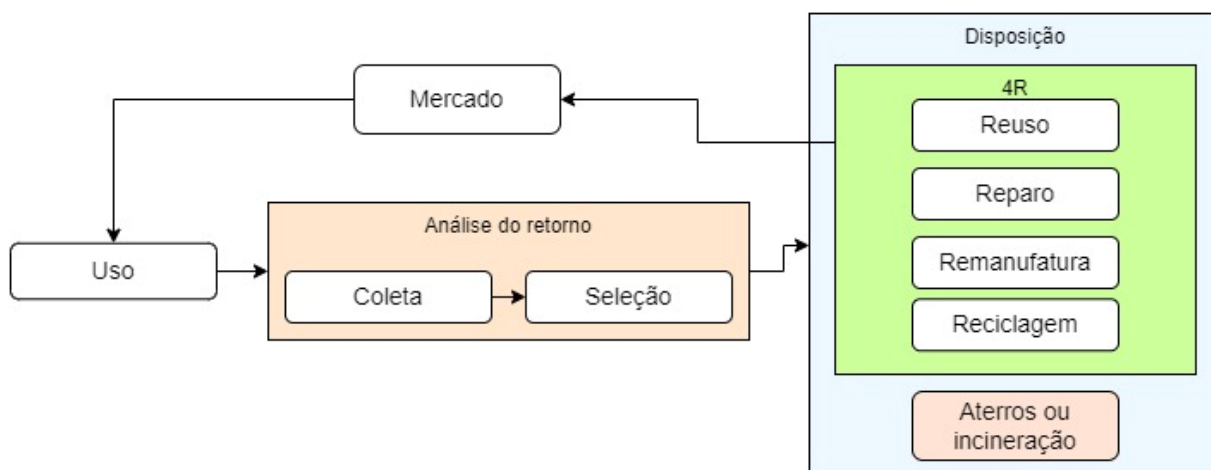 Disposição
4R
Mercado
Reuso
Reparo
Análise do retorno
Uso
Coleta
Seleção
Remanufatura
Reciclagem
Aterros ou
incineração